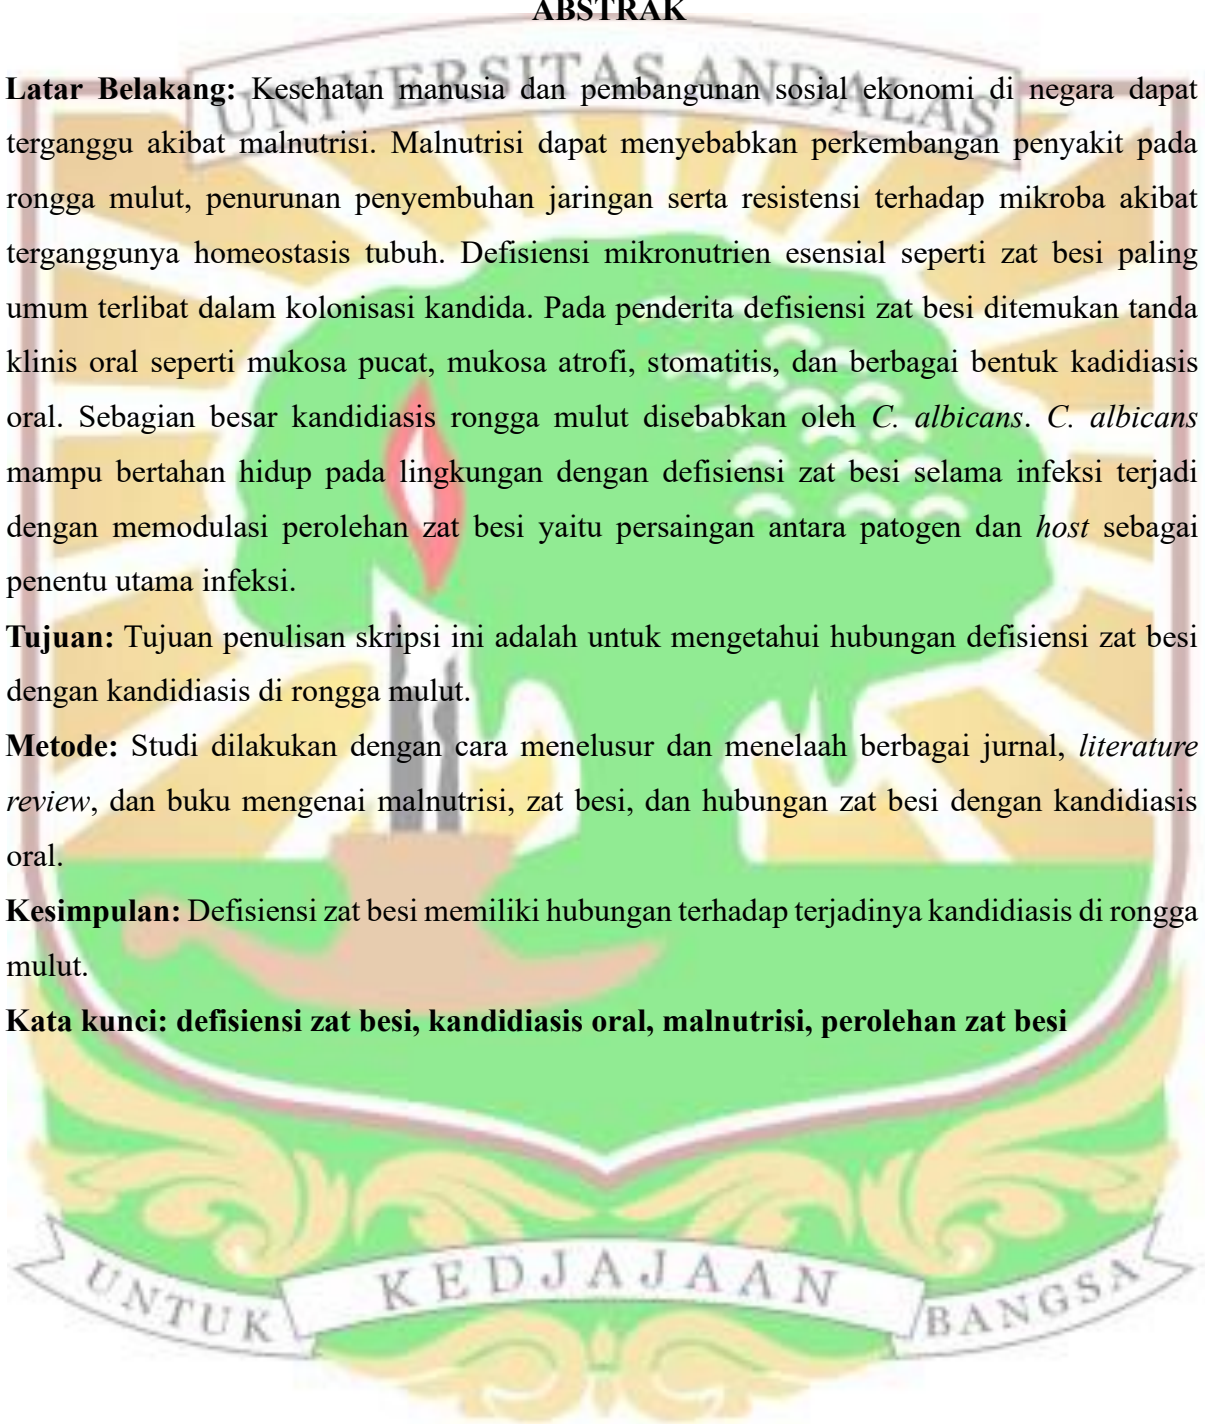 ABSTRAK
UNIVERSITAS ANDALAS
Latar Belakang: Kesehatan manusia dan pembangunan sosial ekonomi di negara dapat
terganggu akibat malnutrisi. Malnutrisi dapat menyebabkan perkembangan penyakit pada
rongga mulut, penurunan penyembuhan jaringan serta resistensi terhadap mikroba akibat
terganggunya homeostasis tubuh. Defisiensi mikronutrien esensial seperti zat besi paling
umum terlibat dalam kolonisasi kandida. Pada penderita defisiensi zat besi ditemukan tanda
klinis oral seperti mukosa pucat, mukosa atrofi, stomatitis, dan berbagai bentuk kadidiasis
oral. Sebagian besar kandidiasis rongga mulut disebabkan oleh C. albicans. C. albicans
mampu bertahan hidup pada lingkungan dengan defisiensi zat besi selama infeksi terjadi
dengan memodulasi perolehan zat besi yaitu persaingan antara patogen dan host sebagai
penentu utama infeksi.
Tujuan: Tujuan penulisan skripsi ini adalah untuk mengetahui hubungan defisiensi zat besi
dengan kandidiasis di rongga mulut.
Metode: Studi dilakukan dengan cara menelusur dan menelaah berbagai jurnal, literature
review, dan buku mengenai malnutrisi, zat besi, dan hubungan zat besi dengan kandidiasis
oral.
Kesimpulan: Defisiensi zat besi memiliki hubungan terhadap terjadinya kandidiasis di rongga
mulut.
Kata kunci: defisiensi zat besi, kandidiasis oral, malnutrisi, perolehan zat besi
UNTUK KEDJAJAAN BANGSA